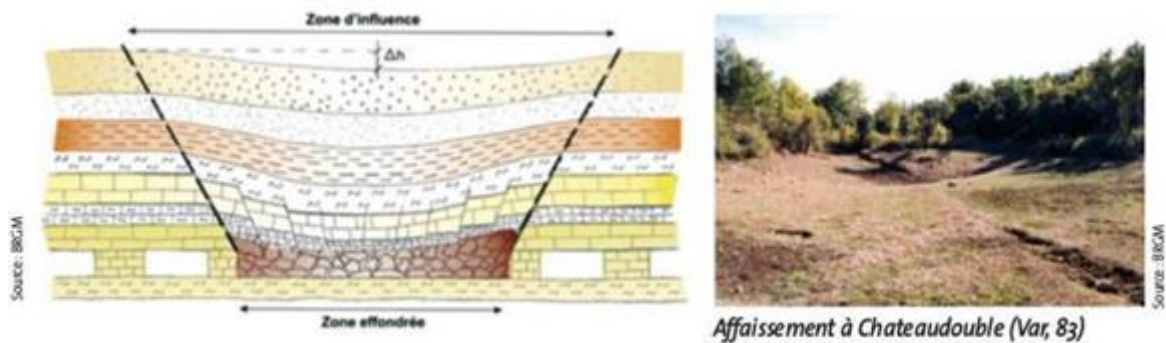 Zone d'influence
Δh
Source : BRGM
Zone effondrée
Source : BRGM
Affaissement à Chateaudouble (Var, 83)